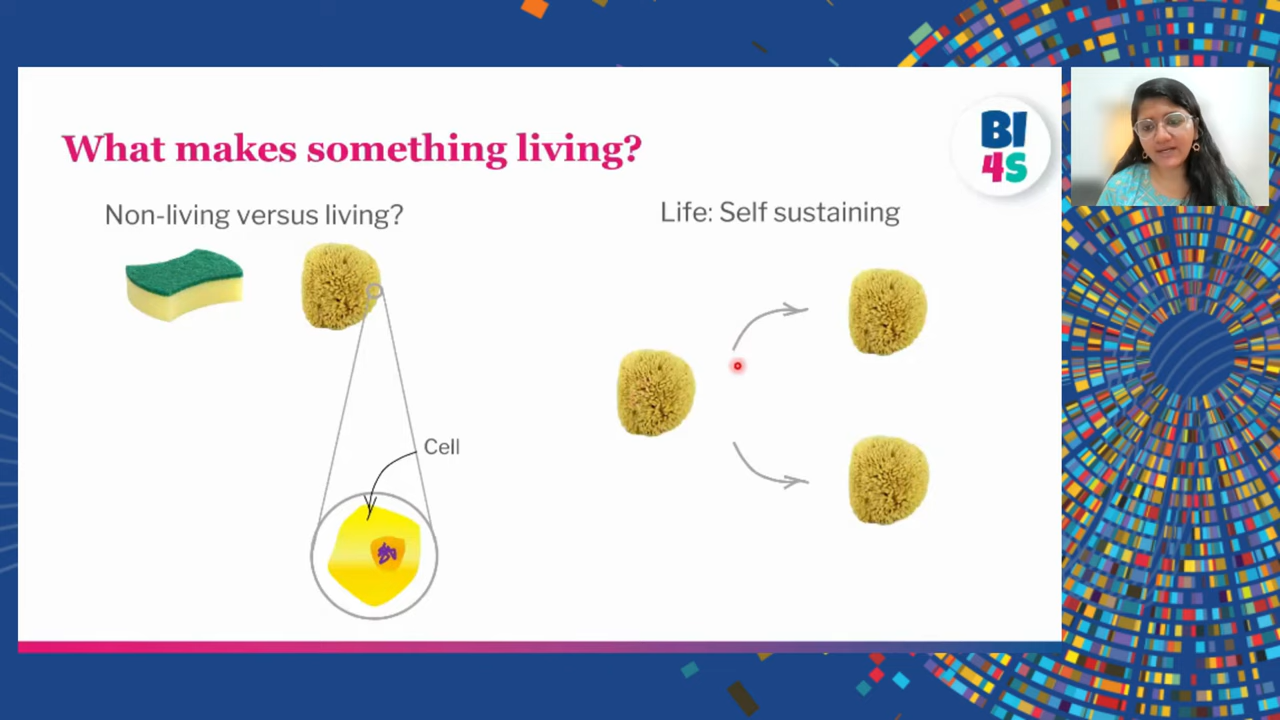 What makes something living?
BI
4S
Non-living versus living?
Life: Self sustaining
Cell